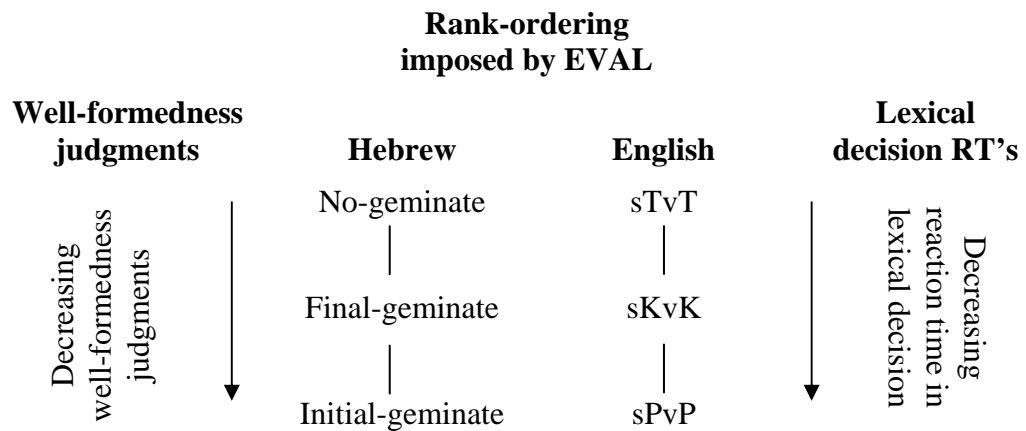 Rank-ordering
imposed by EVAL
Well-formedness
judgments
Hebrew
English
Lexical
decision RT's
Decreasing
well-formedness
judgments
No-geminate
sTvT
Final-geminate
sKvK
Initial-geminate
sPvP
Decreasing
reaction time in
lexical decision